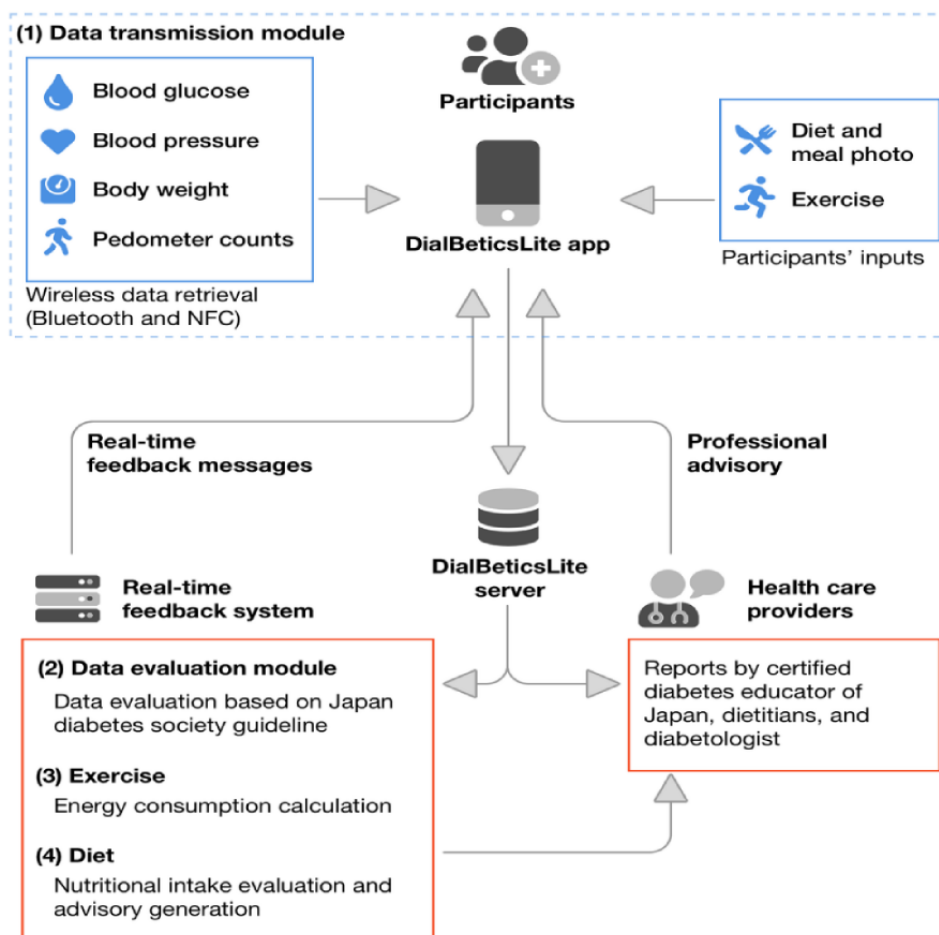 (1) Data transmission module
Blood glucose
Blood pressure
Body weight
Pedometer counts
Wireless data retrieval
(Bluetooth and NFC)
Participants
DialBeticsLite app
Diet and
meal photo
Exercise
Participants' inputs
Real-time
feedback messages
Professional
advisory
DialBeticsLite
server
Real-time
feedback system
Health care
providers
(2) Data evaluation module
Data evaluation based on Japan
diabetes society guideline
(3) Exercise
Energy consumption calculation
(4) Diet
Nutritional intake evaluation and
advisory generation
Reports by certified
diabetes educator of
Japan, dietitians, and
diabetologist